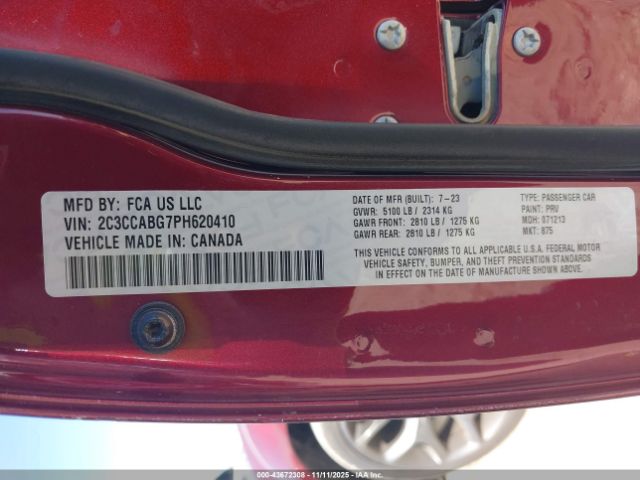 MFD BY: FCA US LLC
VIN: 2C3CCABG7PH620410
VEHICLE MADE IN: CANADA
DATE OF MFR (BUILT): 7-23
GVWR: 5100 LB / 2314 KG
GAWR FRONT: 2810 LB / 1275 KG
GAWR REAR: 2810 LB / 1275 KG
TYPE: PASSENGER CAR
PAINT: PRV
MDH: 071213
MKT: 875
THIS VEHICLE CONFORMS TO ALL APPLICABLE U.S.A. FEDERAL MOTOR
VEHICLE SAFETY, BUMPER, AND THEFT PREVENTION STANDARDS
IN EFFECT ON THE DATE OF MANUFACTURE SHOWN ABOVE.
000-43672308 - 11/11/2025 - IAA Inc.